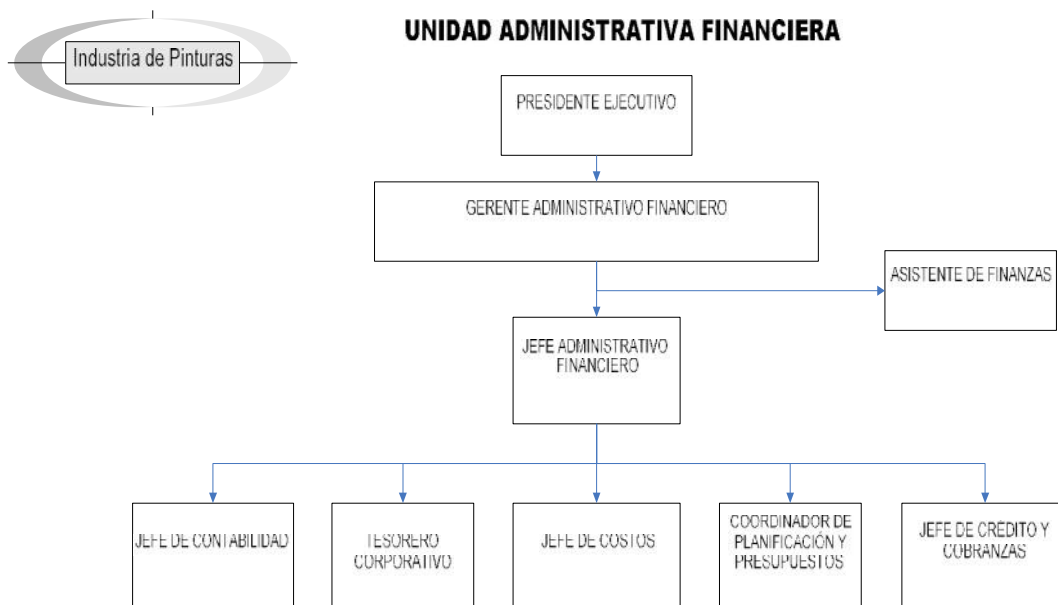 UNIDAD ADMINISTRATIVA FINANCIERA
Industria de Pinturas
PRESIDENTE EJECUTIVO
GERENTE ADMINISTRATIVO FINANCIERO
ASISTENTE DE FINANZAS
JEFE ADMINISTRATIVO
FINANCIERO
JEFE DE CONTABILIDAD
TESORERO
CORPORATIVO
JEFE DE COSTOS
COORDINADOR DE
PLANIFICACIÓN Y
PRESUPUESTOS
JEFE DE CRÉDITO Y
COBRANZAS